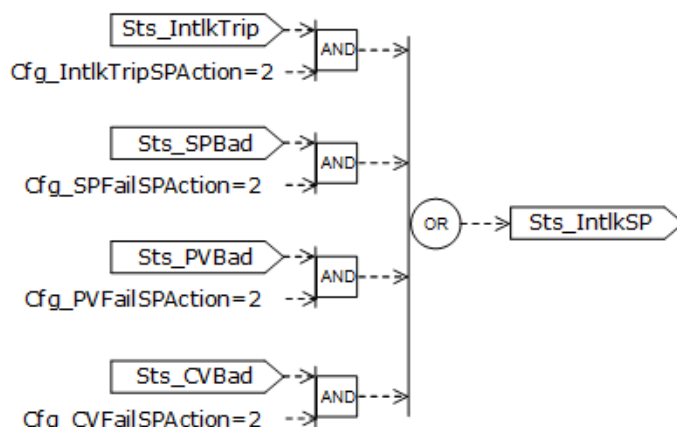 Sts_IntlkTrip
AND
Cfg_IntlkTripSPAction=2
Sts_SPBad
AND
Cfg_SPFailSPAction=2
OR
Sts_IntlkSP
Sts_PVBad
AND
Cfg_PVFailSPAction=2
Sts_CVBad
AND
Cfg_CVFailSPAction=2